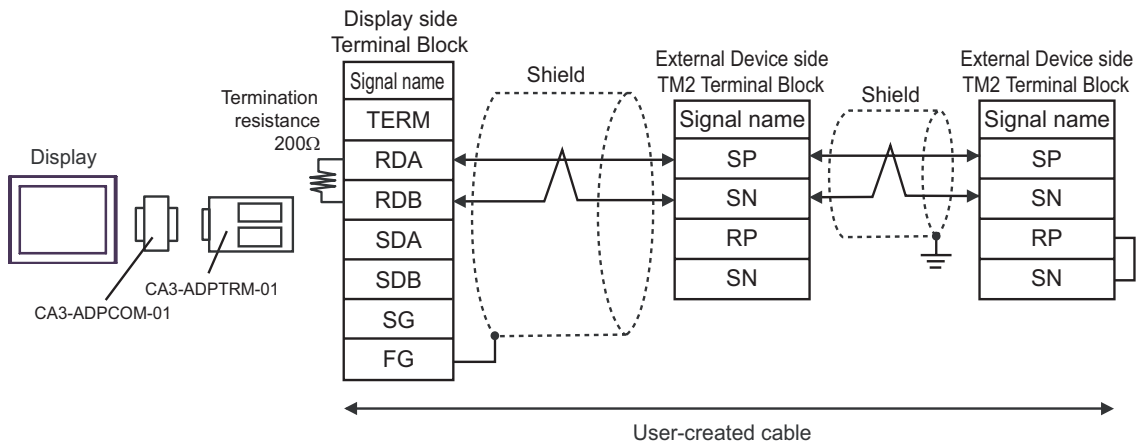 Display side
Terminal Block
Signal name
TERM
RDA
RDB
SDA
SDB
SG
FG
Termination
resistance
200Ω
Display
CA3-ADPCOM-01
CA3-ADPTRM-01
Shield
External Device side
TM2 Terminal Block
Signal name
SP
SN
RP
SN
Shield
External Device side
TM2 Terminal Block
Signal name
SP
SN
RP
SN
User-created cable